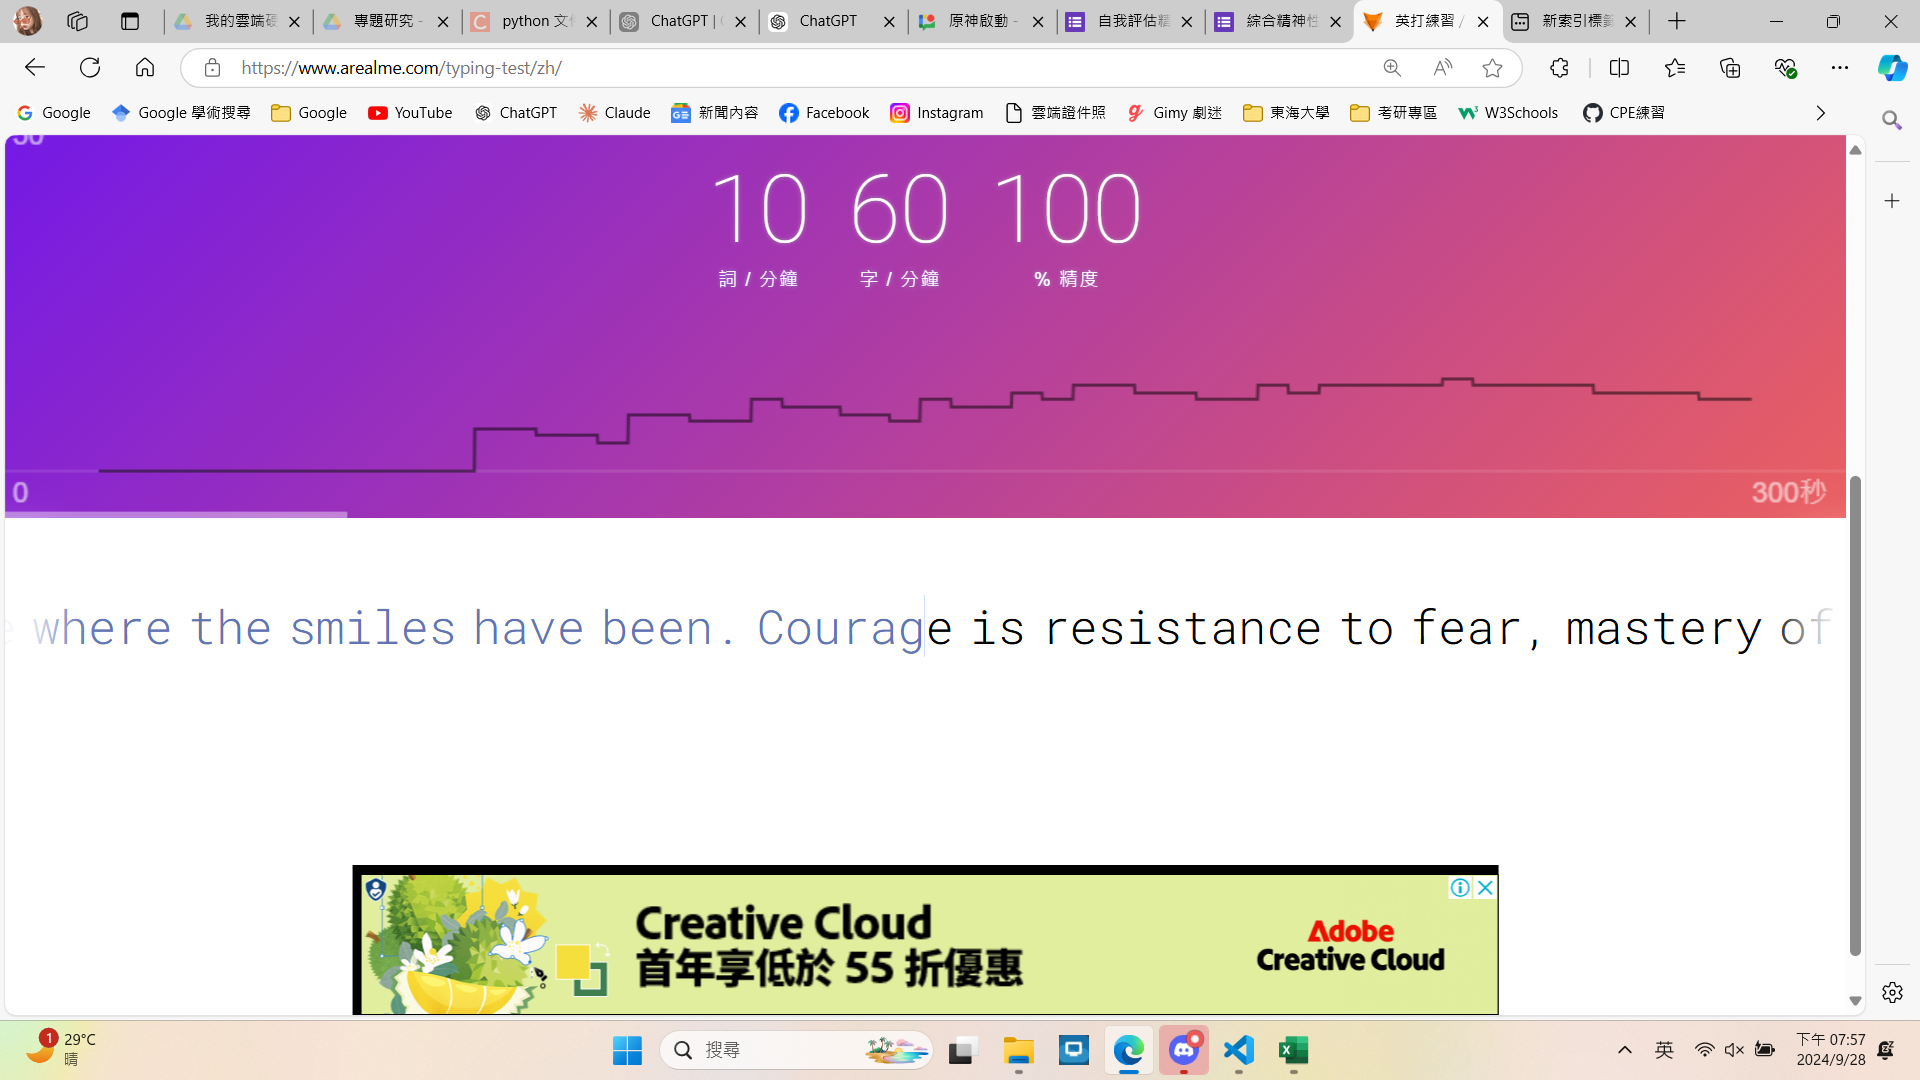 我的雲端硬
專題研究 -
python 文化
ChatGPT | C
ChatGPT
原神啟動 -
自我評估精
綜合精神性
英打練習 /
新索引標籤
https://www.arealme.com/typing-test/zh/
Google
Google 學術搜尋
Google
YouTube
ChatGPT
Claude
新聞內容
Facebook
Instagram
雲端證件照
Gimy 劇迷
東海大學
考研專區
W3Schools
CPE練習
50
10 60 100
詞 / 分鐘 字 / 分鐘 % 精度
0 300秒
e where the smiles have been. Courage is resistance to fear, mastery of
Creative Cloud
首年享低於 55 折優惠
Adobe
Creative Cloud
1
29°C
晴
搜尋
英
下午 07:57
2024/9/28